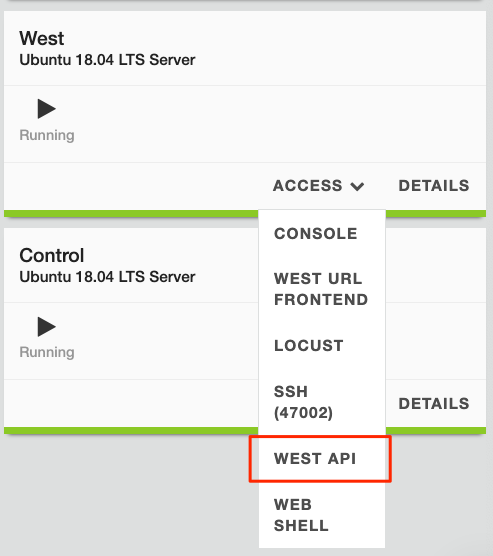 West
Ubuntu 18.04 LTS Server
Running
ACCESS DETAILS
CONSOLE
WEST URL
FRONTEND
LOCUST
SSH
(47002)
WEST API
WEB
SHELL
Control
Ubuntu 18.04 LTS Server
Running
DETAILS